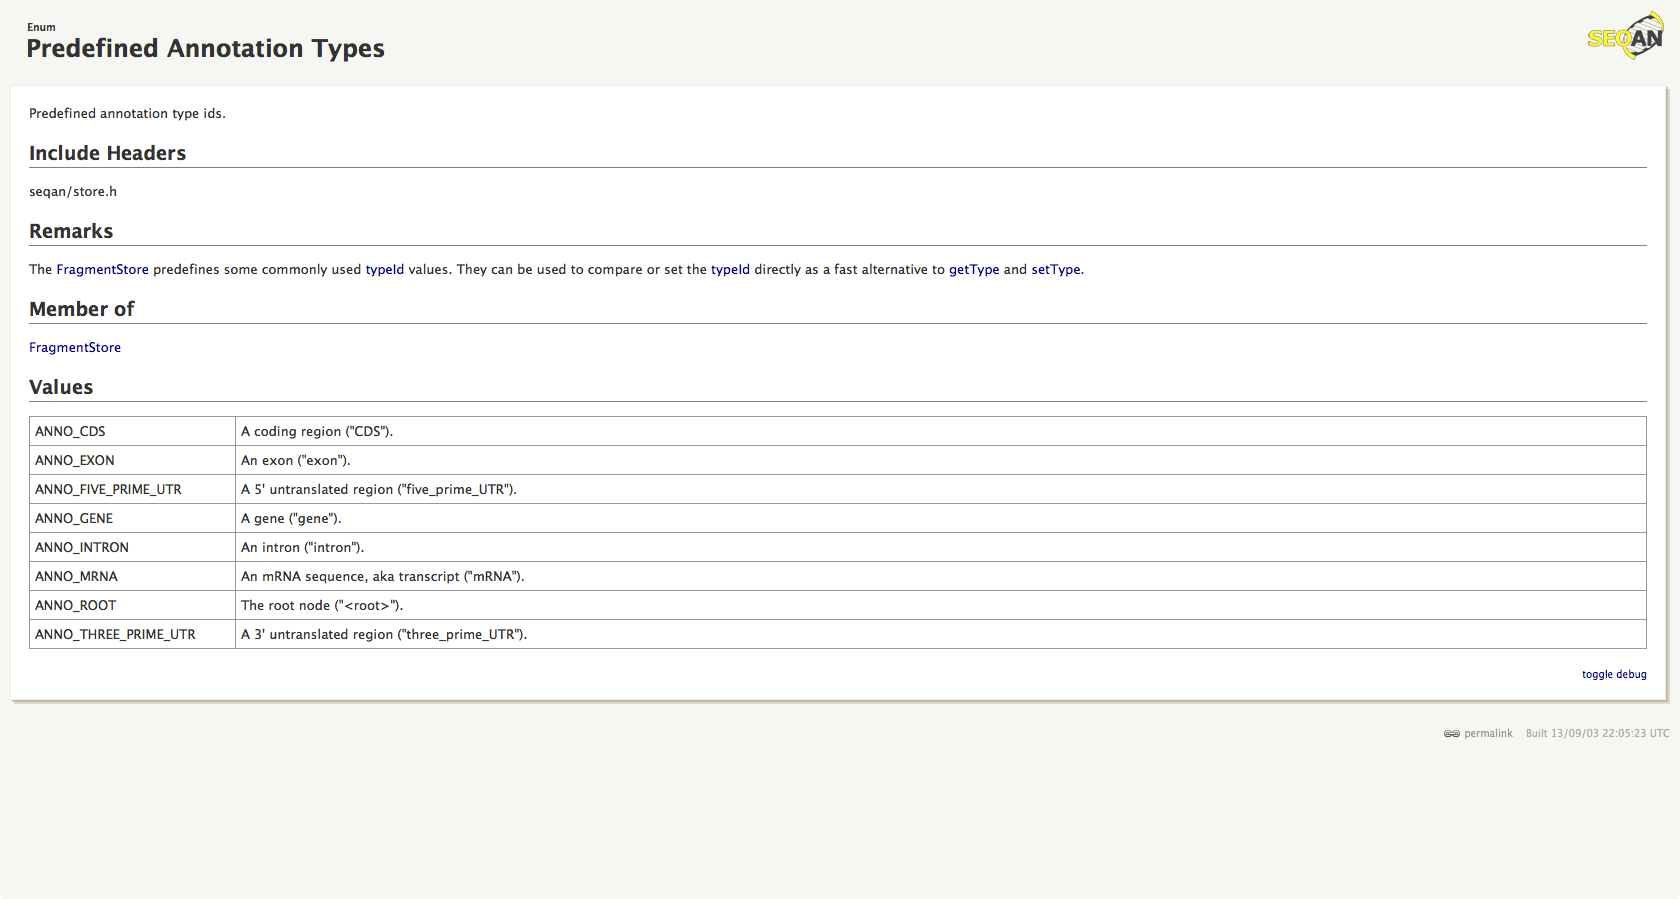 Enum
Predefined Annotation Types
SEQAN
Predefined annotation type ids.
Include Headers
seqan/store.h
Remarks
The FragmentStore predefines some commonly used typeId values. They can be used to compare or set the typeId directly as a fast alternative to getType and setType.
Member of
FragmentStore
Values
ANNO_CDS A coding region ("CDS").
ANNO_EXON An exon ("exon").
ANNO_FIVE_PRIME_UTR A 5' untranslated region ("five_prime_UTR").
ANNO_GENE A gene ("gene").
ANNO_INTRON An intron ("intron").
ANNO_MRNA An mRNA sequence, aka transcript ("mRNA").
ANNO_ROOT The root node ("<root>").
ANNO_THREE_PRIME_UTR A 3' untranslated region ("three_prime_UTR").
toggle debug
permalink Built 13/09/03 22:05:23 UTC